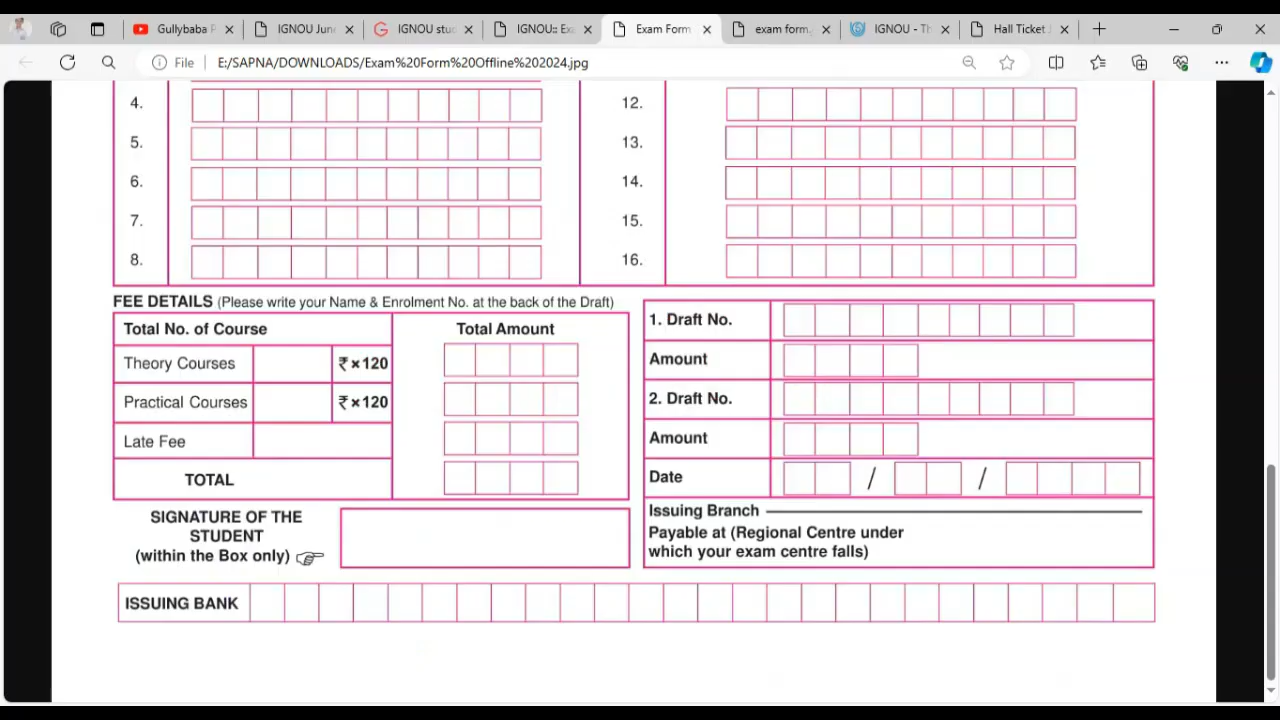 Gullybaba P
IGNOU June
IGNOU stud
IGNOU:: Exa
Exam Form
exam form.
IGNOU - Th
Hall Ticket J
File
E:/SAPNA/DOWNLOADS/Exam%20Form%20Offline%202024.jpg
4.
12.
5.
13.
6.
14.
7.
15.
8.
16.
FEE DETAILS (Please write your Name & Enrolment No. at the back of the Draft)
Total No. of Course
Total Amount
Theory Courses
₹×120
Practical Courses
₹×120
Late Fee
TOTAL
SIGNATURE OF THE
STUDENT
(within the Box only)
1. Draft No.
Amount
2. Draft No.
Amount
Date / /
Issuing Branch
Payable at (Regional Centre under
which your exam centre falls)
ISSUING BANK